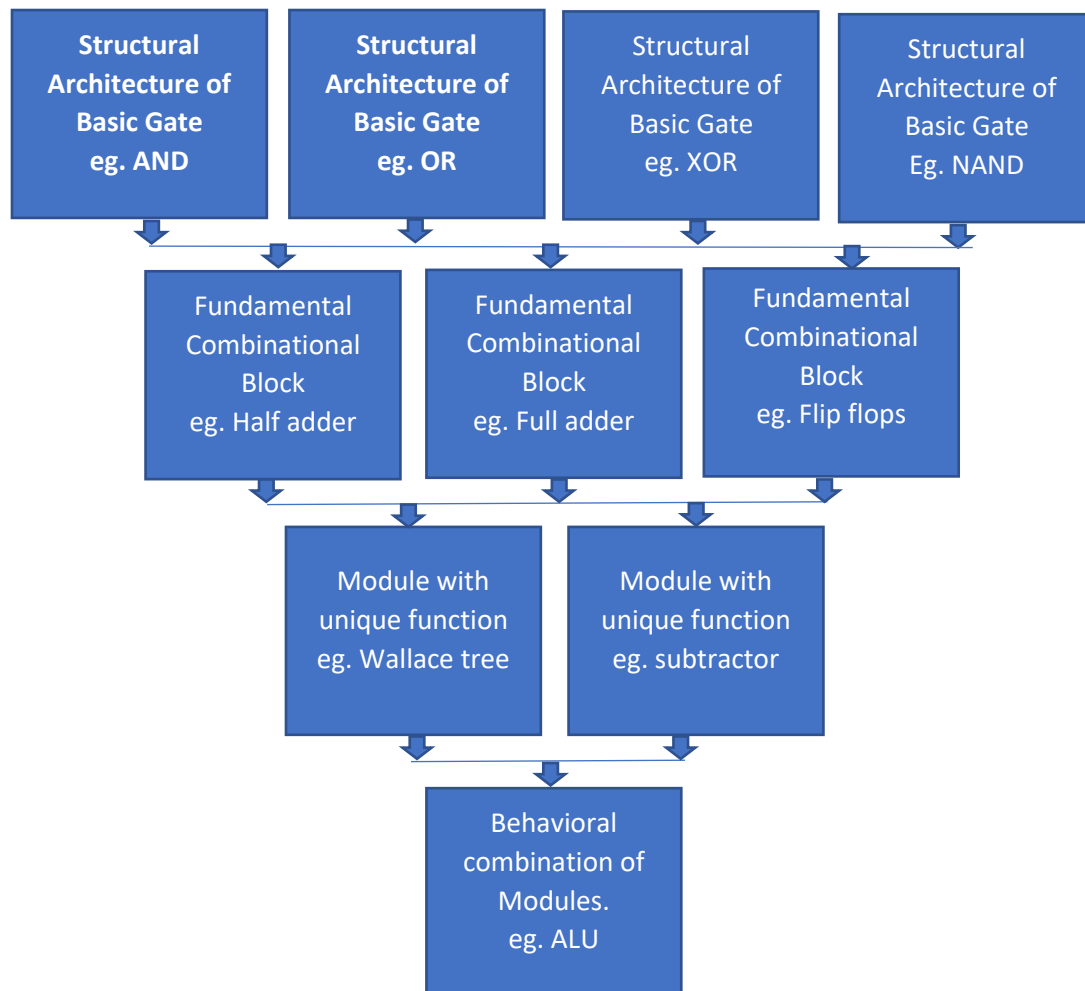 Structural
Architecture of
Basic Gate
eg. AND
Structural
Architecture of
Basic Gate
eg. OR
Structural
Architecture of
Basic Gate
eg. XOR
Structural
Architecture of
Basic Gate
Eg. NAND
Fundamental
Combinational
Block
eg. Half adder
Fundamental
Combinational
Block
eg. Full adder
Fundamental
Combinational
Block
eg. Flip flops
Module with
unique function
eg. Wallace tree
Module with
unique function
eg. subtractor
Behavioral
combination of
Modules.
eg. ALU